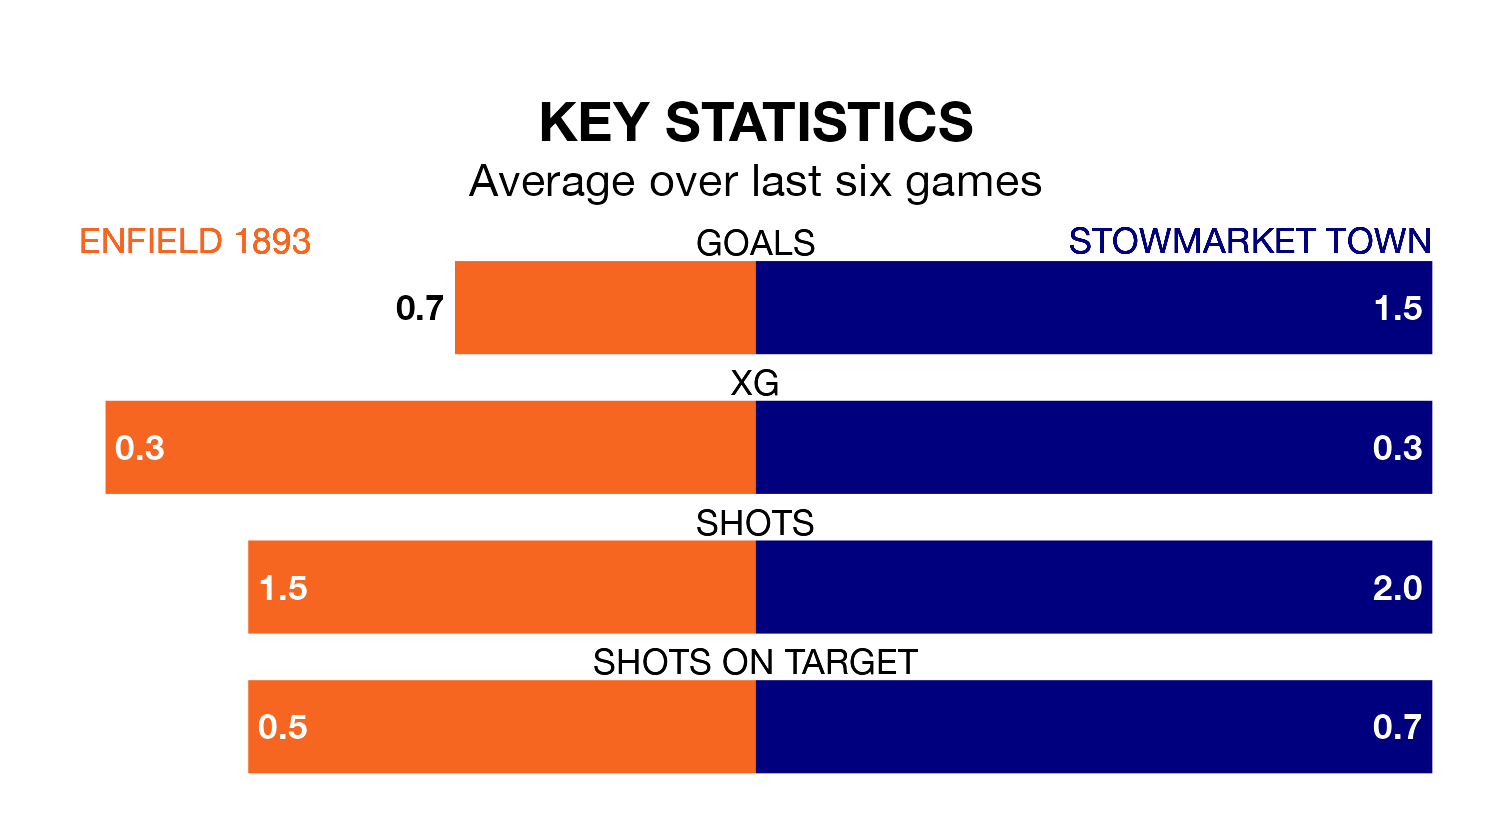 KEY STATISTICS
Average over last six games
ENFIELD 1893 GOALS STOWMARKET TOWN
0.7 1.5
XG
0.3 0.3
SHOTS
1.5 2.0
SHOTS ON TARGET
0.5 0.7